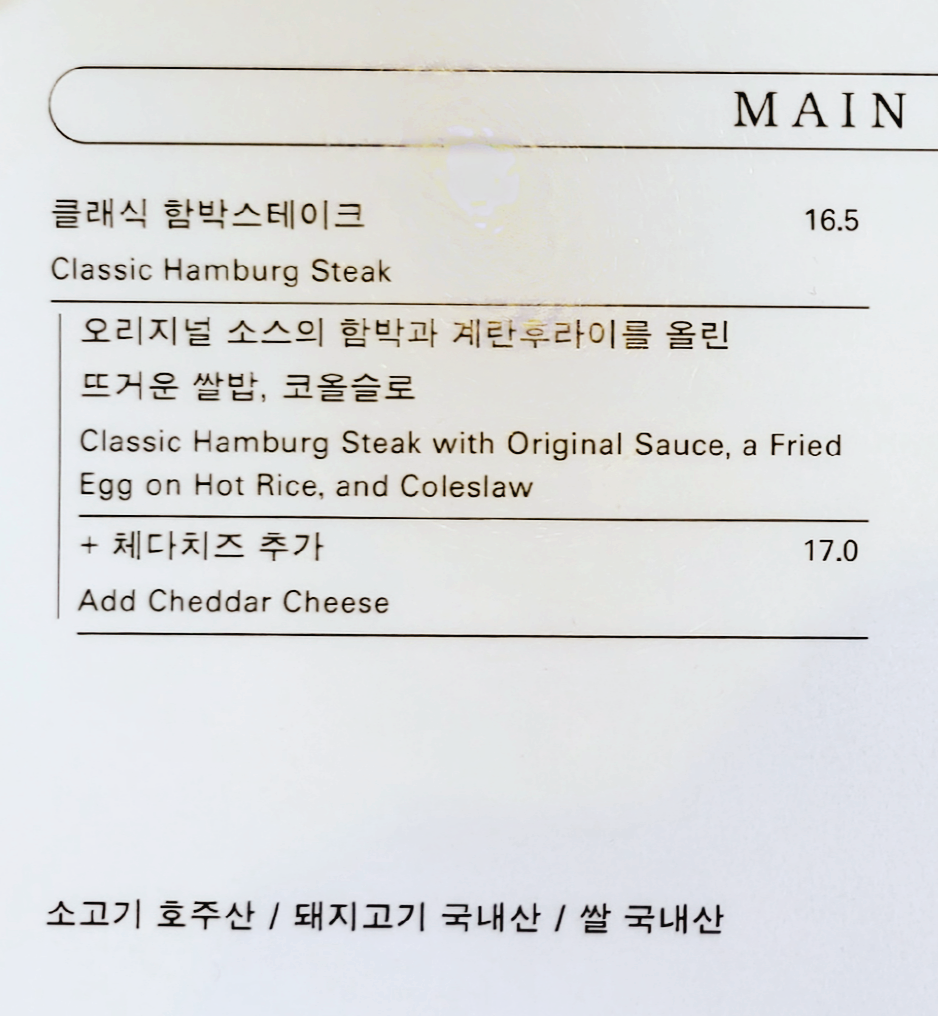 MAIN
클래식 함박스테이크 16.5
Classic Hamburg Steak
오리지널 소스의 함박과 계란후라이를 올린
뜨거운 쌀밥, 코올슬로
Classic Hamburg Steak with Original Sauce, a Fried
Egg on Hot Rice, and Coleslaw
+ 체다치즈 추가 17.0
Add Cheddar Cheese
소고기 호주산 / 돼지고기 국내산 / 쌀 국내산